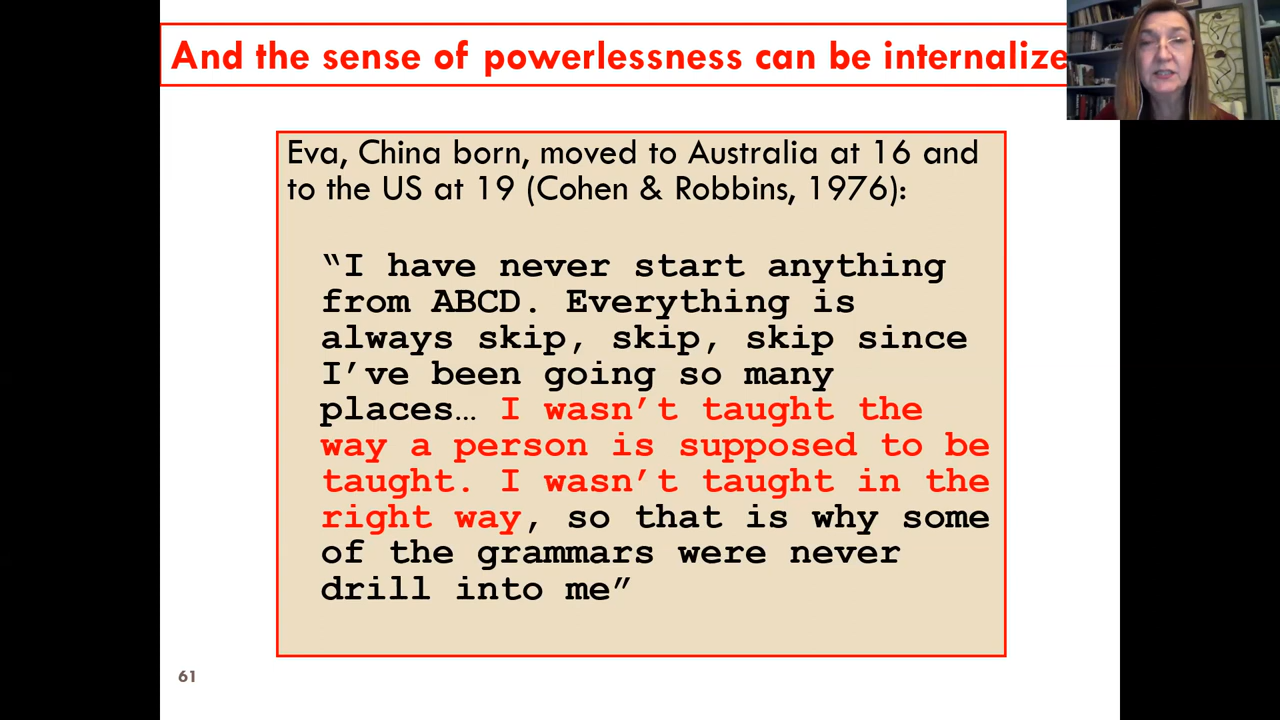 And the sense of powerlessness can be internalize
Eva, China born, moved to Australia at 16 and
to the US at 19 (Cohen & Robbins, 1976):
“I have never start anything
from ABCD. Everything is
always skip, skip, skip since
I’ve been going so many
places… I wasn’t taught the
way a person is supposed to be
taught. I wasn’t taught in the
right way, so that is why some
of the grammars were never
drill into me”
61